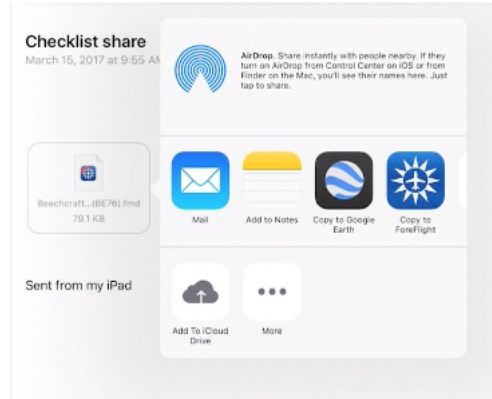 Checklist share
March 15, 2017 at 9:55 AM
AirDrop. Share instantly with people nearby. If they
turn on AirDrop from Control Center on iOS or from
Finder on the Mac, you'll see their names here. Just
tap to share.
Beechcraft...(BE76).fmd
79.1 KB
Mail
Add to Notes
Copy to Google
Earth
Copy to
ForeFlight
Sent from my iPad
Add To iCloud
Drive
More